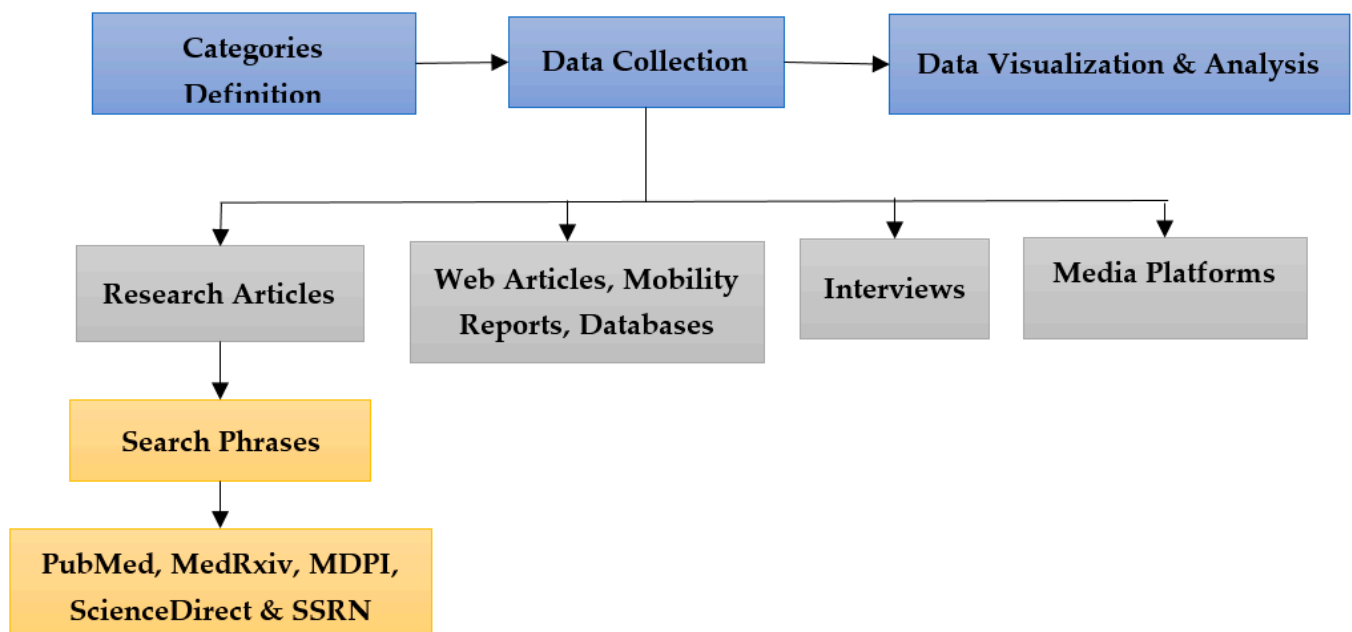 Categories
Definition
Data Collection
Data Visualization & Analysis
Research Articles
Web Articles, Mobility
Reports, Databases
Interviews
Media Platforms
Search Phrases
PubMed, MedRxiv, MDPI,
ScienceDirect & SSRN